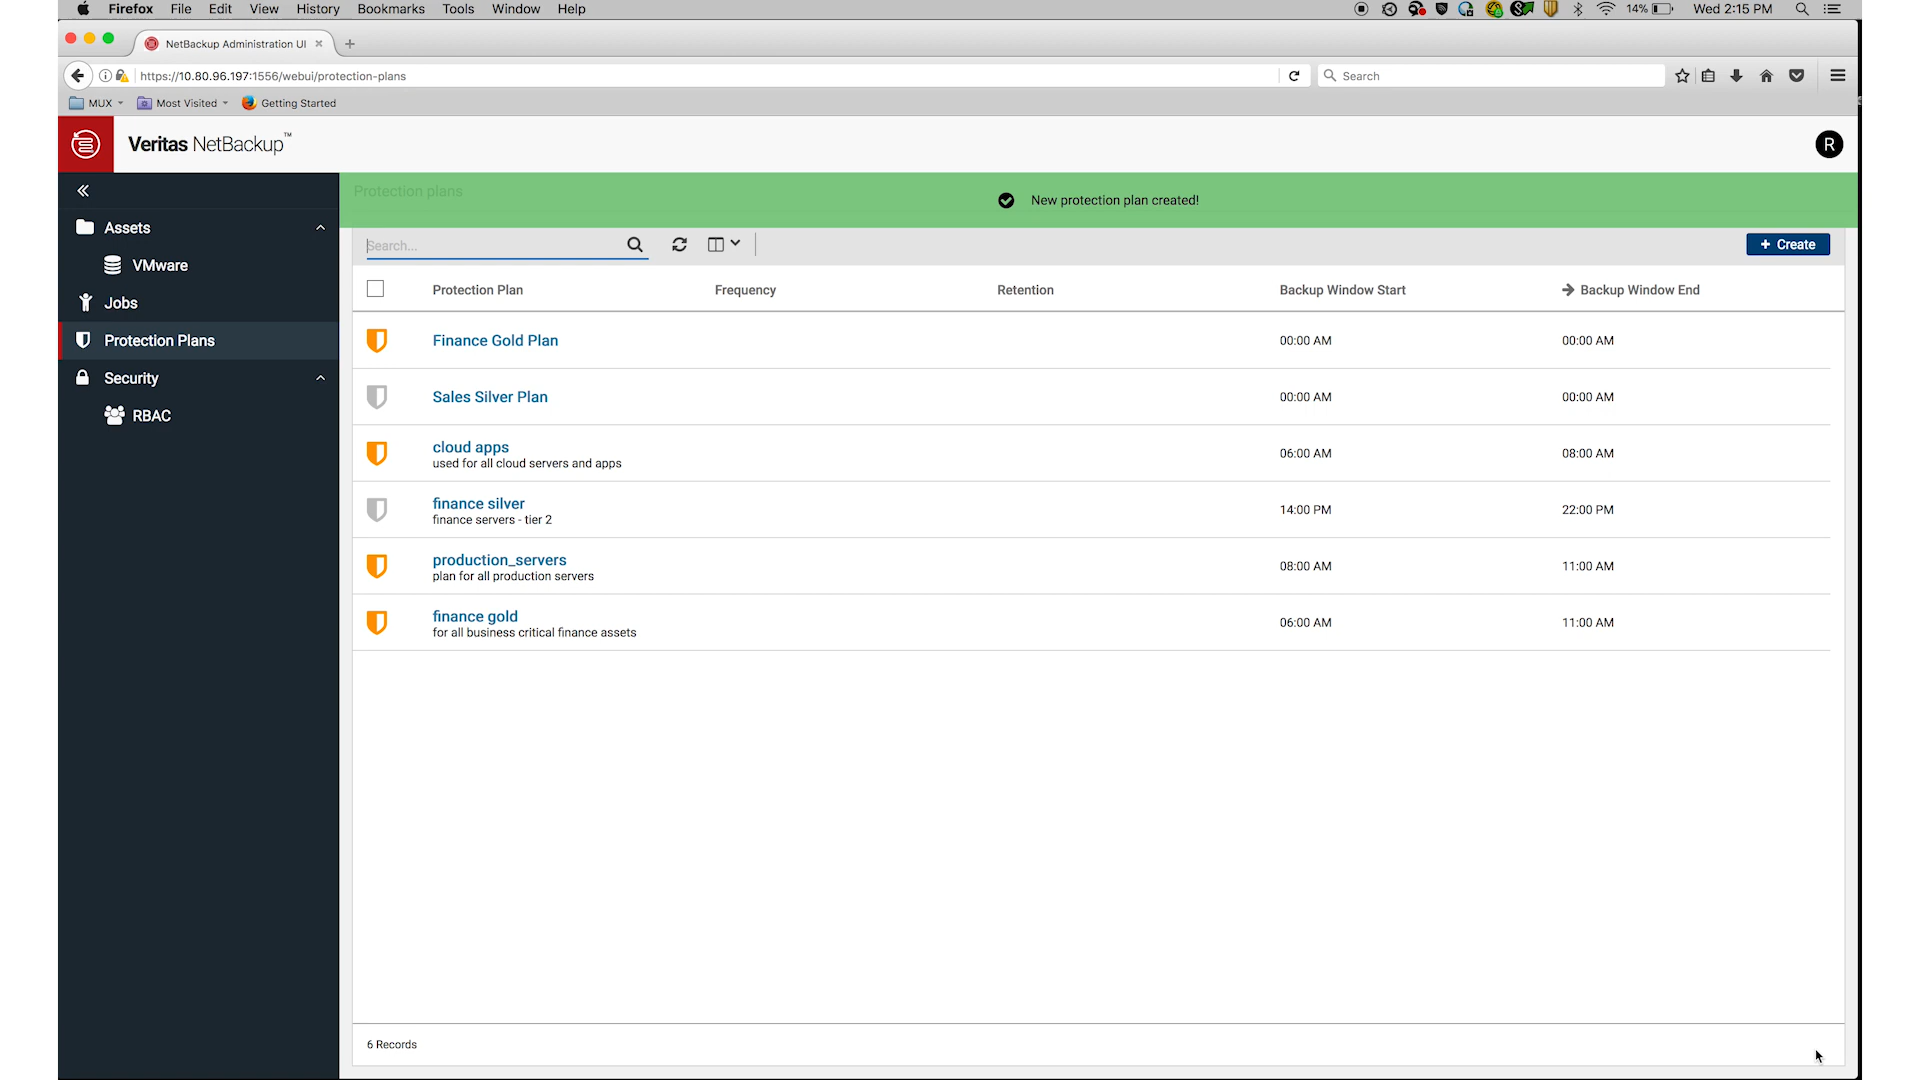 Firefox File Edit View History Bookmarks Tools Window Help 14% Wed 2:15 PM
NetBackup Administration UI
https://10.80.96.197:1556/webui/protection-plans Search
MUX Most Visited Getting Started
Veritas NetBackup™ R
Protection plans
New protection plan created!
Assets
VMware
Jobs
Protection Plans
Security
RBAC
Search...
+ Create
Protection Plan Frequency Retention Backup Window Start Backup Window End
Finance Gold Plan 00:00 AM 00:00 AM
Sales Silver Plan 00:00 AM 00:00 AM
cloud apps 06:00 AM 08:00 AM
used for all cloud servers and apps
finance silver 14:00 PM 22:00 PM
finance servers - tier 2
production_servers 08:00 AM 11:00 AM
plan for all production servers
finance gold 06:00 AM 11:00 AM
for all business critical finance assets
6 Records